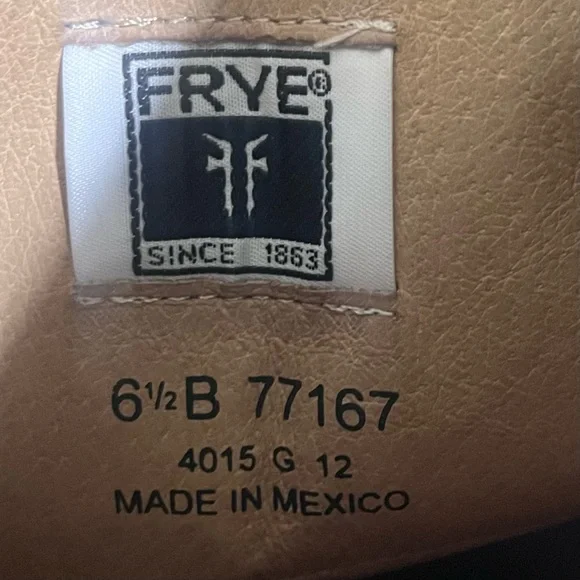 FRYE®
SINCE 1863
6½B 77167
4015 G 12
MADE IN MEXICO